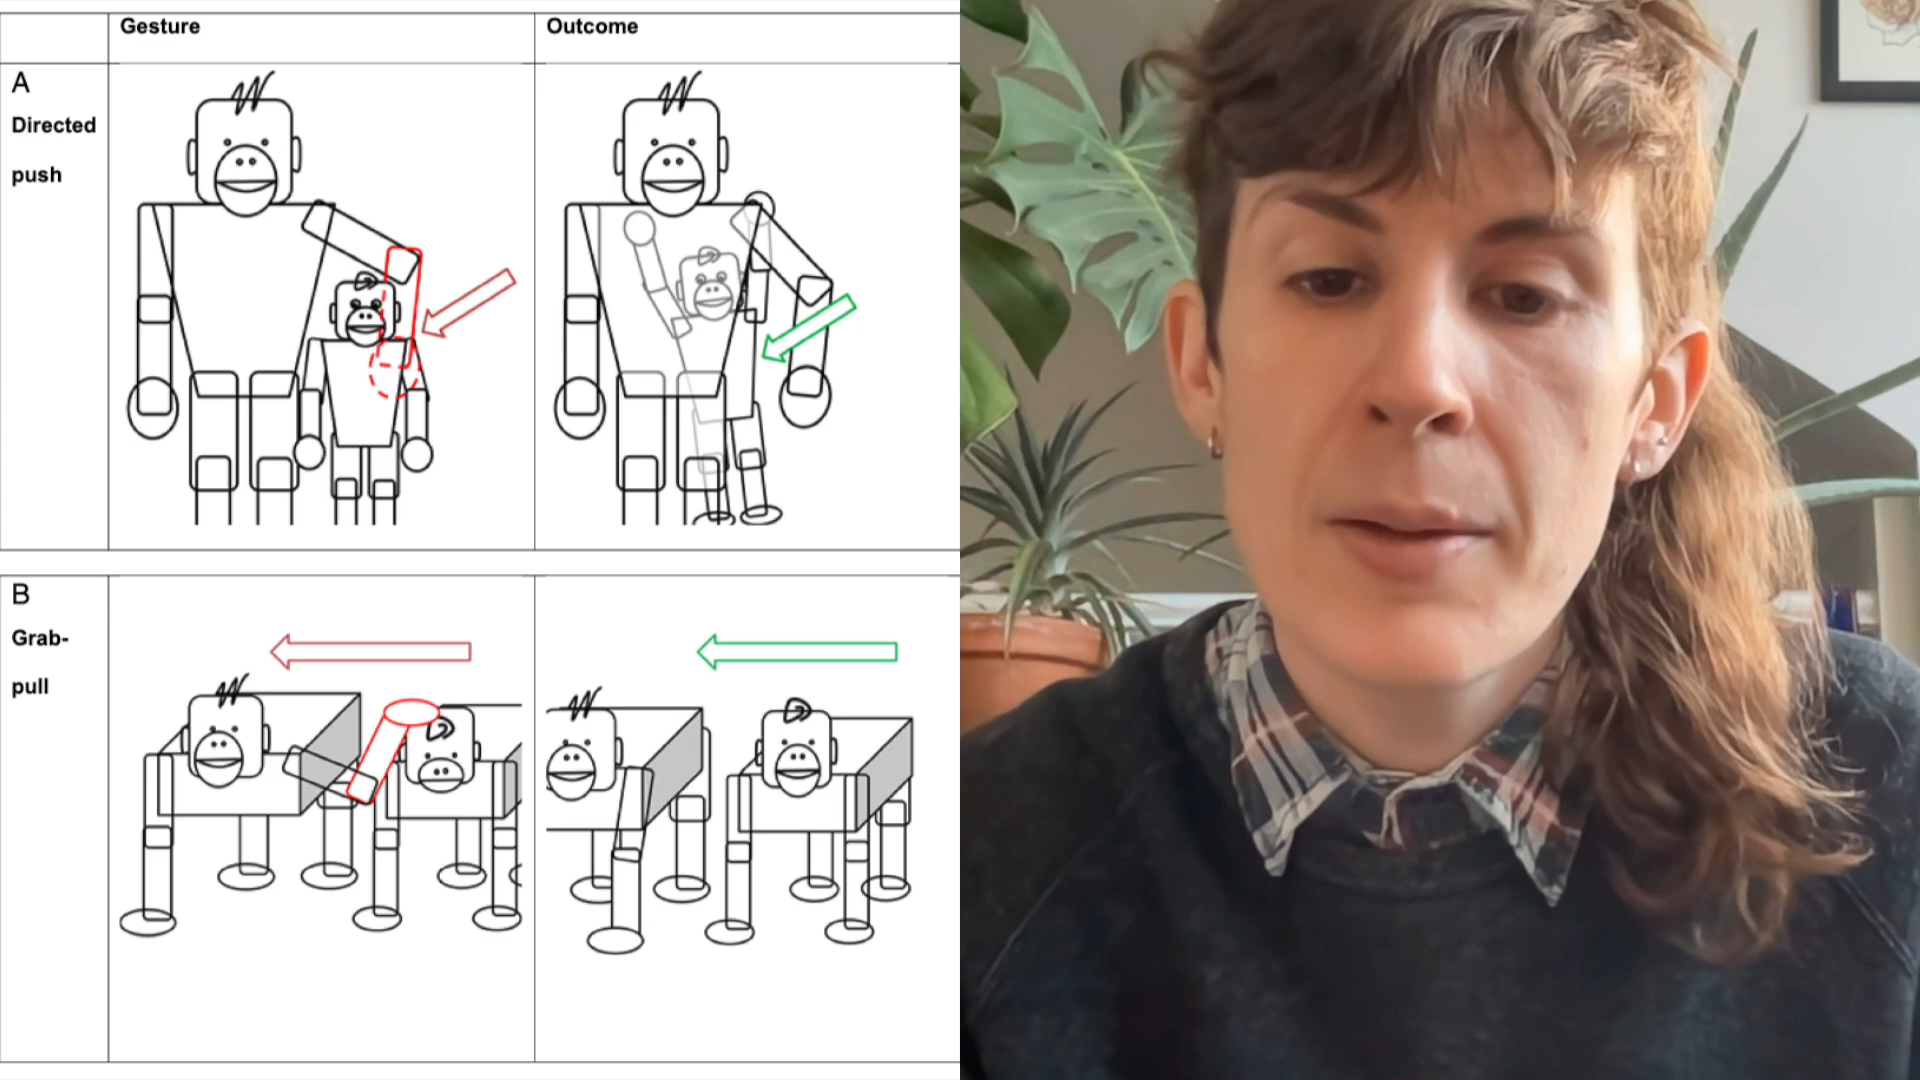 Gesture
Outcome
A
Directed
push
B
Grab-
pull